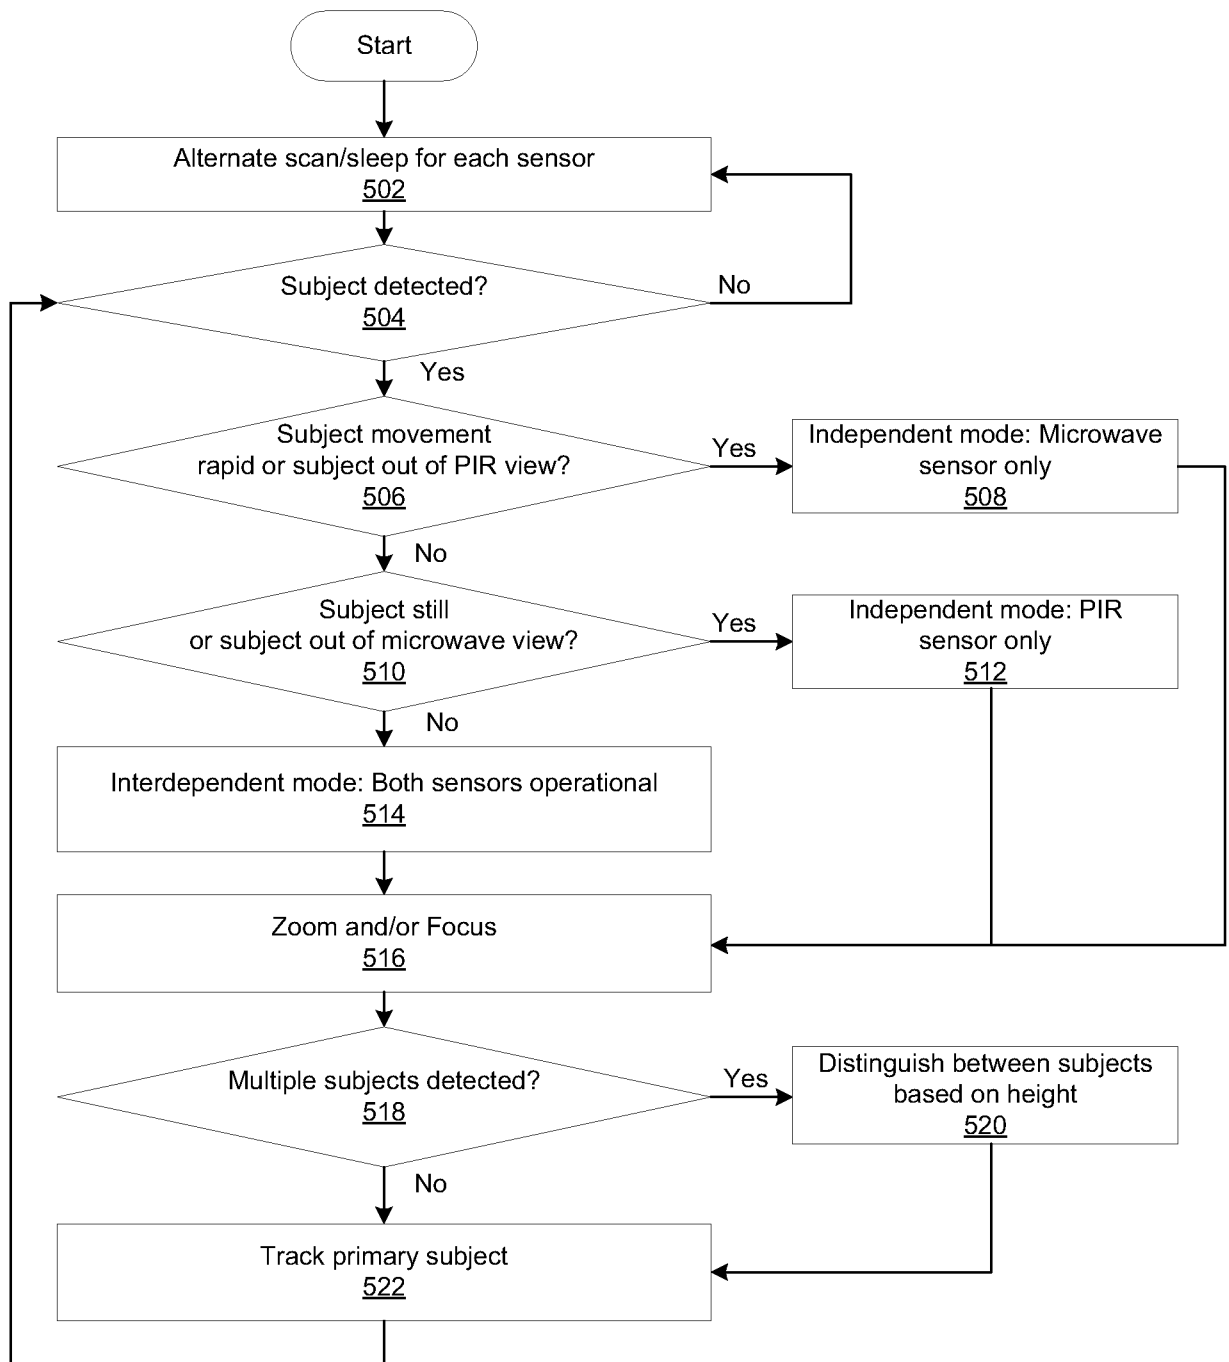 Start
Alternate scan/sleep for each sensor
502
Subject detected?
504
No
Yes
Subject movement
rapid or subject out of PIR view?
506
Yes
Independent mode: Microwave
sensor only
508
No
Subject still
or subject out of microwave view?
510
Yes
Independent mode: PIR
sensor only
512
No
Interdependent mode: Both sensors operational
514
Zoom and/or Focus
516
Multiple subjects detected?
518
Yes
Distinguish between subjects
based on height
520
No
Track primary subject
522